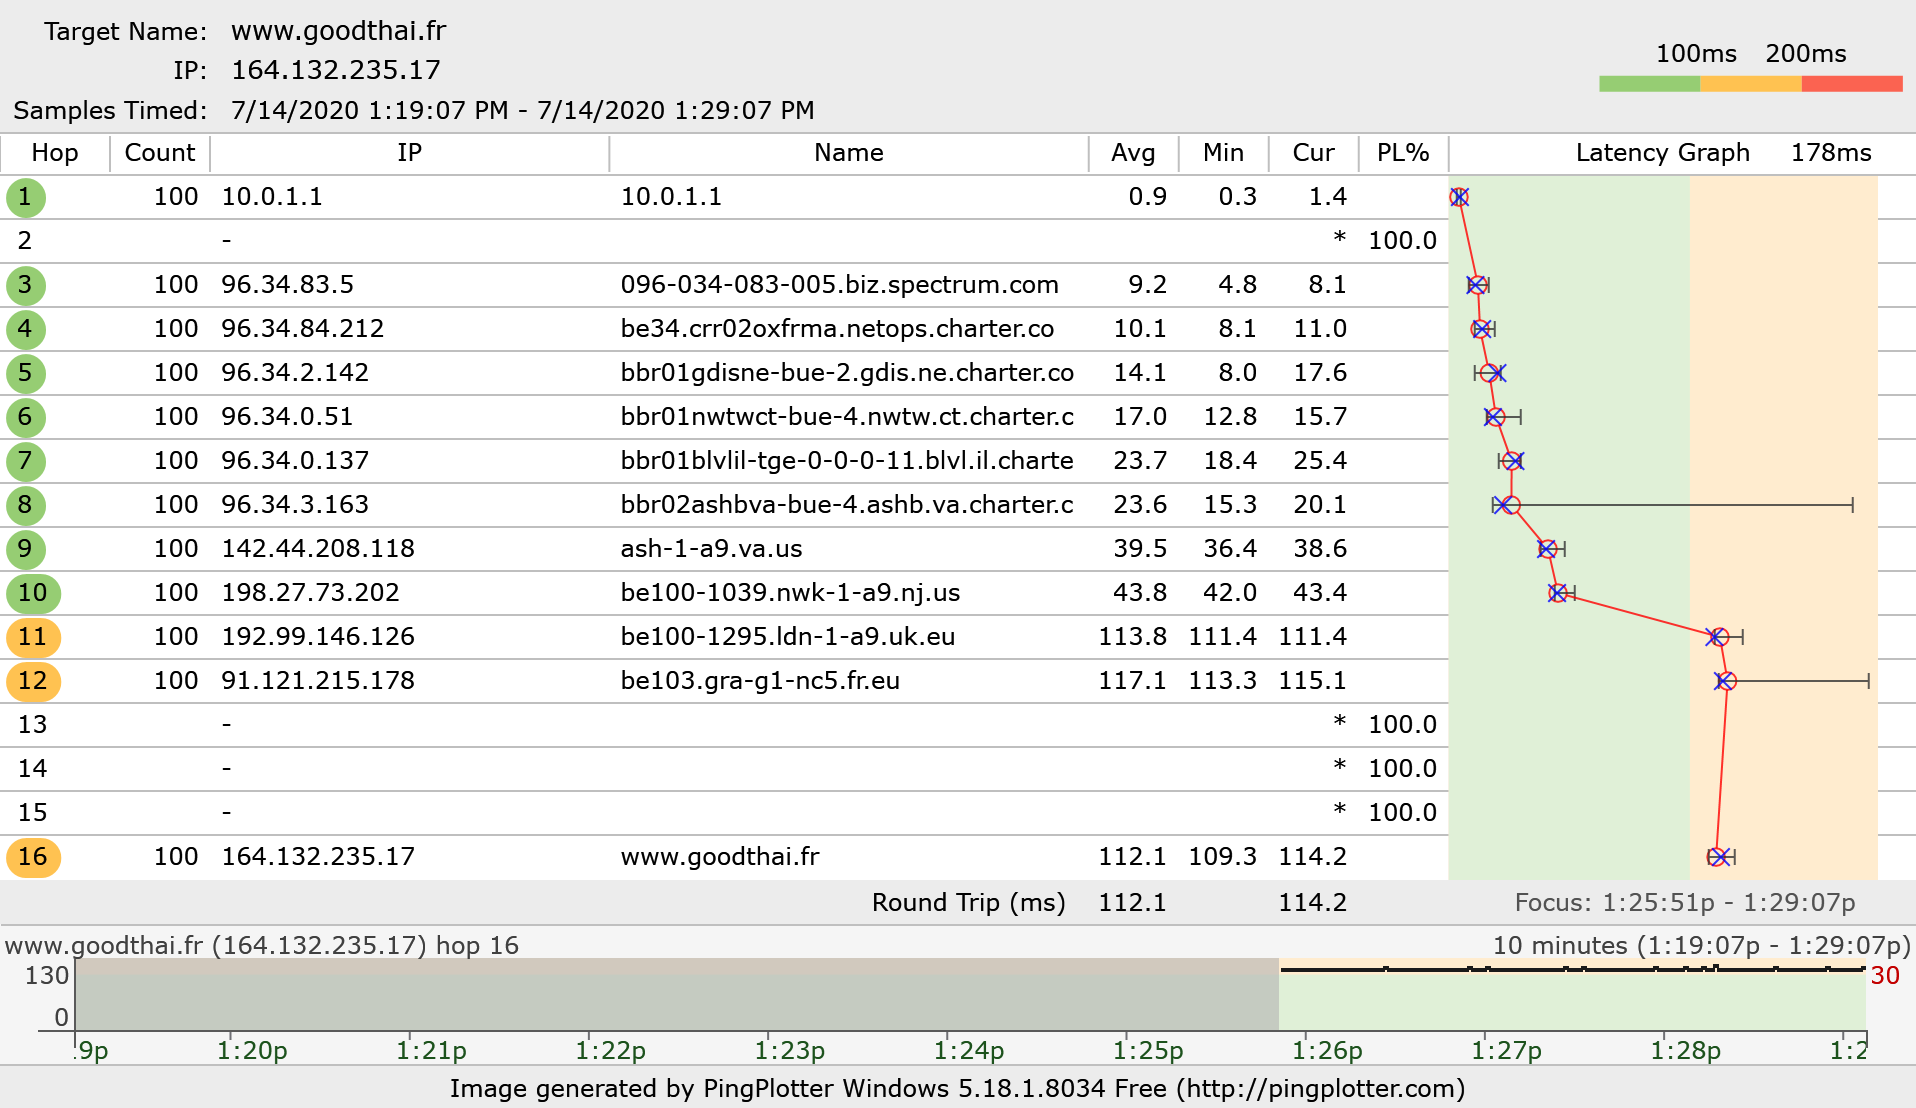 Target Name: www.goodthai.fr
IP: 164.132.235.17
Samples Timed: 7/14/2020 1:19:07 PM - 7/14/2020 1:29:07 PM
100ms 200ms
Hop Count IP Name Avg Min Cur PL% Latency Graph 178ms
1 100 10.0.1.1 10.0.1.1 0.9 0.3 1.4
2 - * 100.0
3 100 96.34.83.5 096-034-083-005.biz.spectrum.com 9.2 4.8 8.1
4 100 96.34.84.212 be34.crr02oxfrma.netops.charter.co 10.1 8.1 11.0
5 100 96.34.2.142 bbr01gdisne-bue-2.gdis.ne.charter.co 14.1 8.0 17.6
6 100 96.34.0.51 bbr01nwtwct-bue-4.nwtw.ct.charter.c 17.0 12.8 15.7
7 100 96.34.0.137 bbr01blvlil-tge-0-0-0-11.blvl.il.charte 23.7 18.4 25.4
8 100 96.34.3.163 bbr02ashbva-bue-4.ashb.va.charter.c 23.6 15.3 20.1
9 100 142.44.208.118 ash-1-a9.va.us 39.5 36.4 38.6
10 100 198.27.73.202 be100-1039.nwk-1-a9.nj.us 43.8 42.0 43.4
11 100 192.99.146.126 be100-1295.ldn-1-a9.uk.eu 113.8 111.4 111.4
12 100 91.121.215.178 be103.gra-g1-nc5.fr.eu 117.1 113.3 115.1
13 - * 100.0
14 - * 100.0
15 - * 100.0
16 100 164.132.235.17 www.goodthai.fr 112.1 109.3 114.2
Round Trip (ms) 112.1 114.2 Focus: 1:25:51p - 1:29:07p
www.goodthai.fr (164.132.235.17) hop 16 10 minutes (1:19:07p - 1:29:07p)
130 30
0
:9p 1:20p 1:21p 1:22p 1:23p 1:24p 1:25p 1:26p 1:27p 1:28p 1:2
Image generated by PingPlotter Windows 5.18.1.8034 Free (http://pingplotter.com)